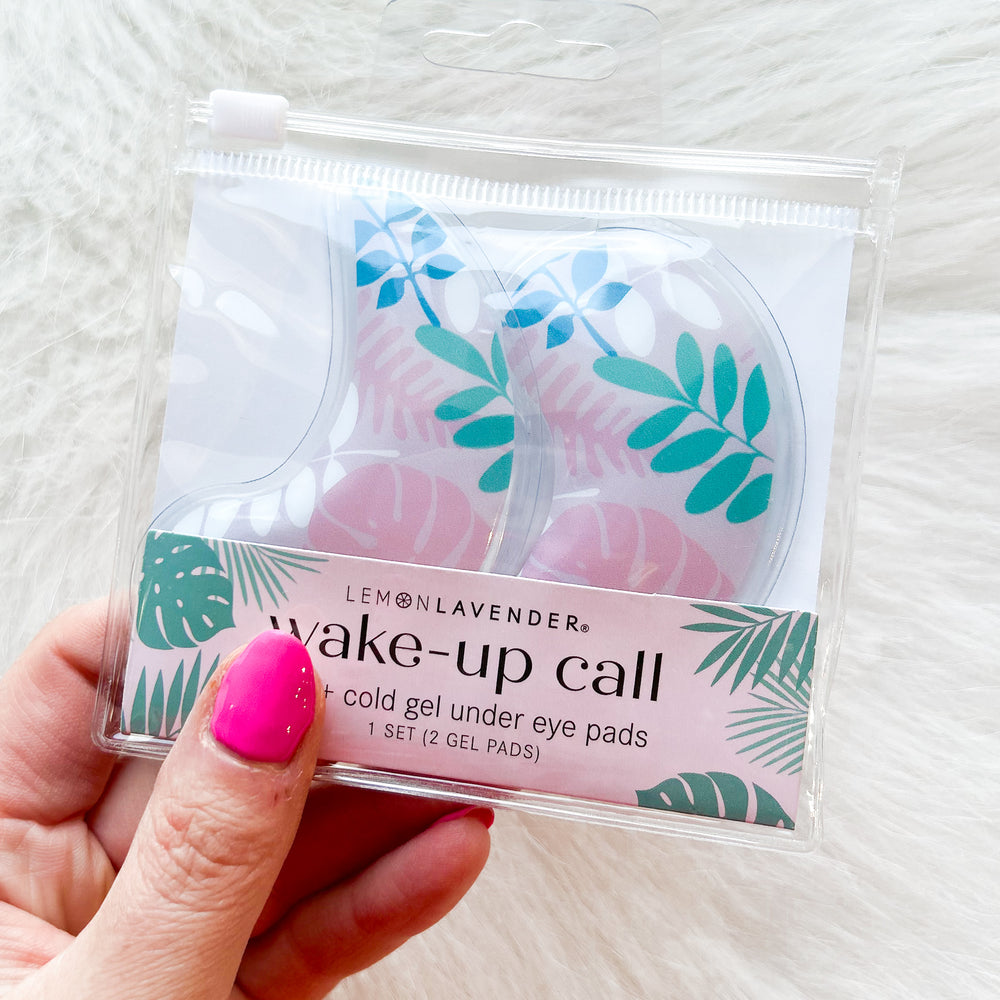 LEMONLAVENDER®
wake-up call
+ cold gel under eye pads
1 SET (2 GEL PADS)